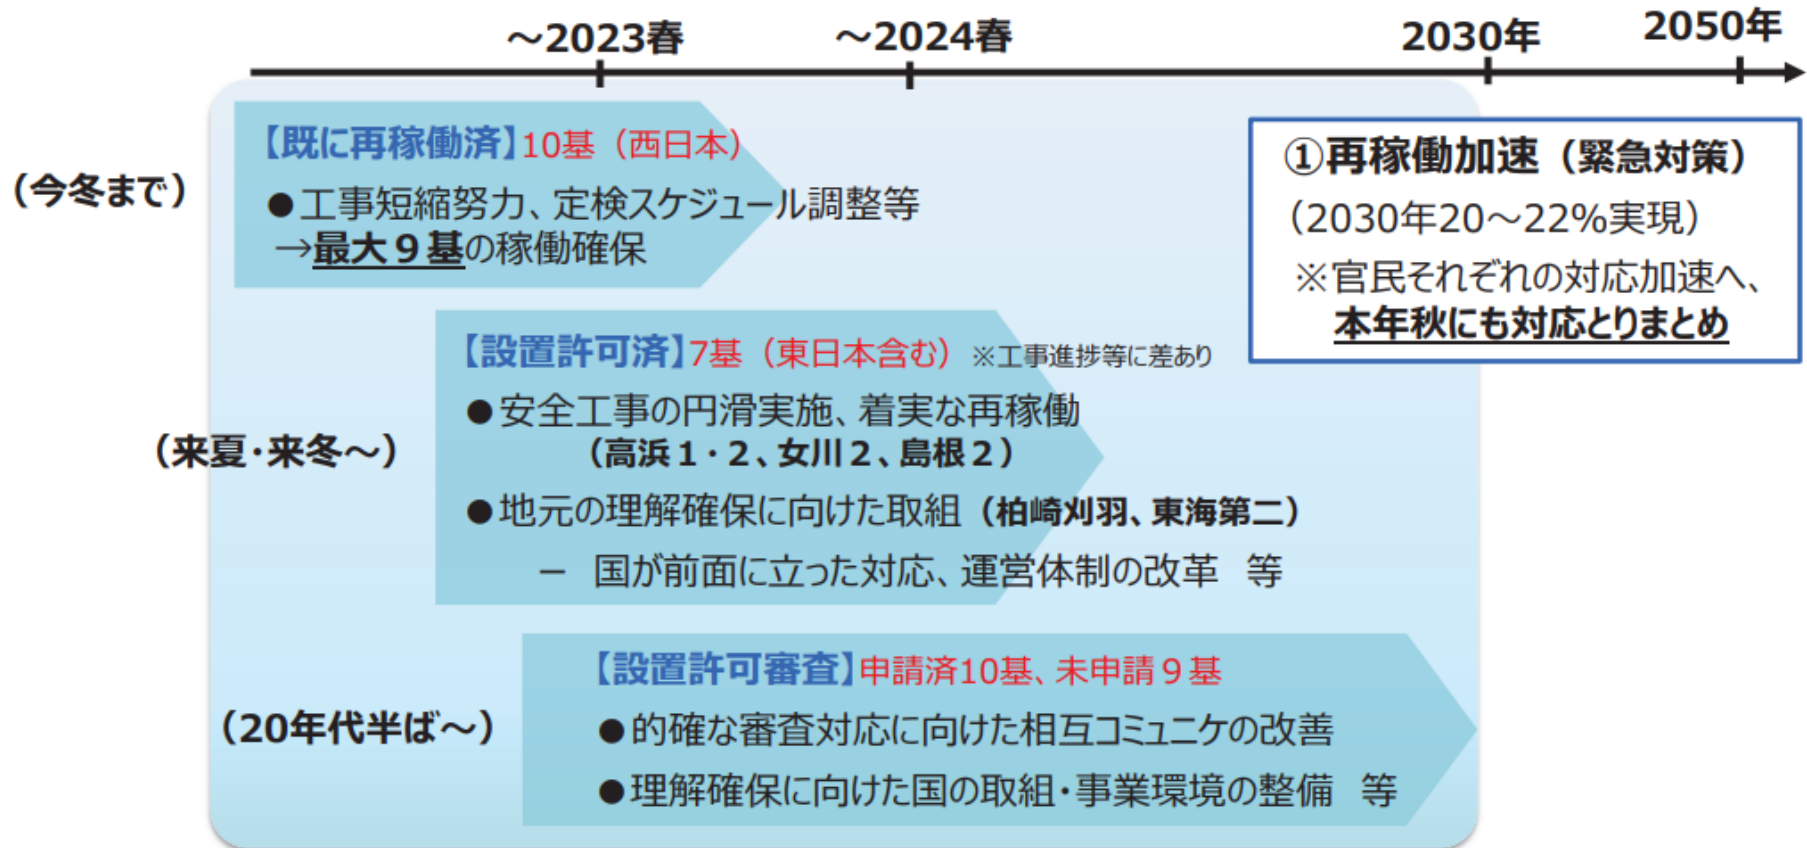 ～2023春
～2024春
2030年
2050年
（今冬まで）
【既に再稼働済】10基（西日本）
●工事短縮努力、定検スケジュール調整等
→最大９基の稼働確保
①再稼働加速（緊急対策）
（2030年20～22%実現）
※官民それぞれの対応加速へ、
本年秋にも対応とりまとめ
（来夏・来冬～）
【設置許可済】7基（東日本含む）※工事進捗等に差あり
●安全工事の円滑実施、着実な再稼働
（高浜１・２、女川２、島根２）
●地元の理解確保に向けた取組（柏崎刈羽、東海第二）
－　国が前面に立った対応、運営体制の改革　等
（20年代半ば～）
【設置許可審査】申請済10基、未申請９基
●的確な審査対応に向けた相互コミュニケの改善
●理解確保に向けた国の取組・事業環境の整備　等